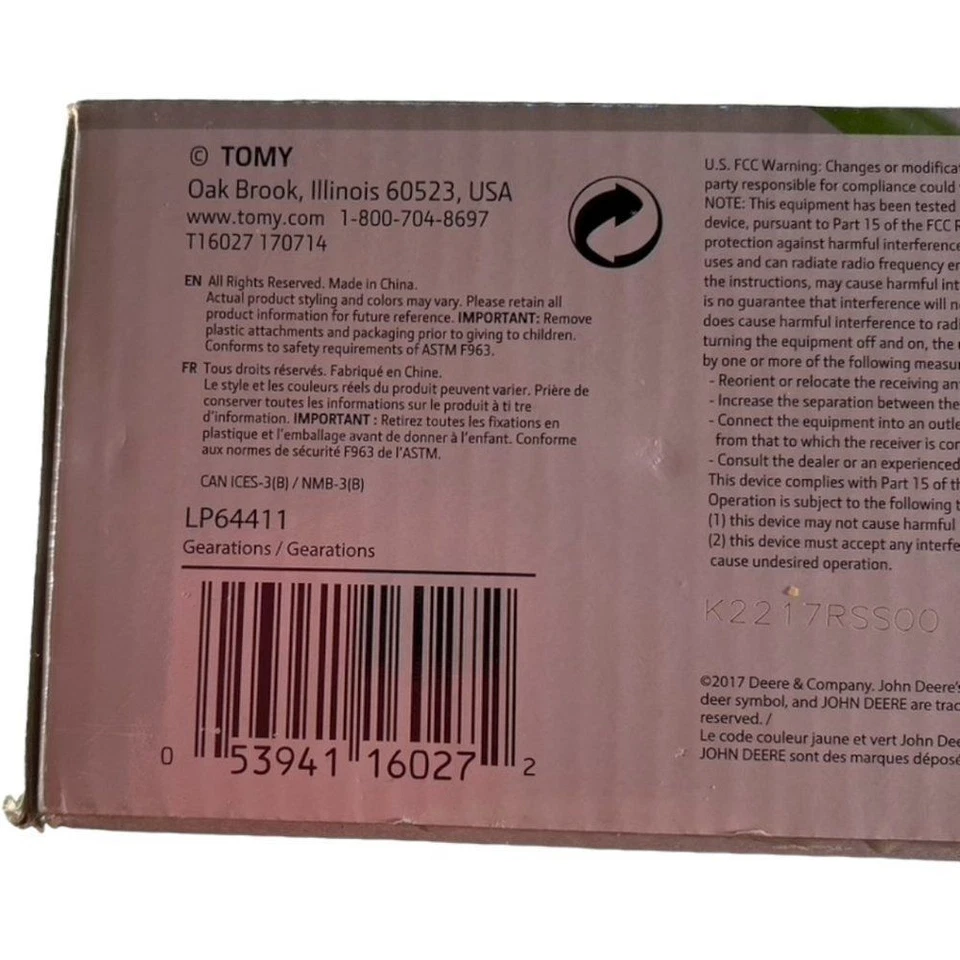 © TOMY
Oak Brook, Illinois 60523, USA
www.tomy.com 1-800-704-8697
T16027 170714
EN All Rights Reserved. Made in China.
Actual product styling and colors may vary. Please retain all
product information for future reference. IMPORTANT: Remove
plastic attachments and packaging prior to giving to children.
Conforms to safety requirements of ASTM F963.
FR Tous droits réservés. Fabriqué en Chine.
Le style et les couleurs réels du produit peuvent varier. Prière de
conserver toutes les informations sur le produit à ti tre
d'information. IMPORTANT : Retirez toutes les fixations en
plastique et l'emballage avant de donner à l'enfant. Conforme
aux normes de sécurité F963 de l'ASTM.
CAN ICES-3(B) / NMB-3(B)
LP64411
Gearations / Gearations
0 53941 16027 2
U.S. FCC Warning: Changes or modificat
party responsible for compliance could
NOTE: This equipment has been tested
device, pursuant to Part 15 of the FCC R
protection against harmful interference
uses and can radiate radio frequency en
the instructions, may cause harmful int
is no guarantee that interference will n
does cause harmful interference to radi
turning the equipment off and on, the
by one or more of the following measu
- Reorient or relocate the receiving an
- Increase the separation between the
- Connect the equipment into an outle
from that to which the receiver is con
- Consult the dealer or an experienced
This device complies with Part 15 of th
Operation is subject to the following t
(1) this device may not cause harmful
(2) this device must accept any interfe
cause undesired operation.
K2217RSS00
©2017 Deere & Company. John Deere's
deer symbol, and JOHN DEERE are trad
reserved. /
Le code couleur jaune et vert John Dee
JOHN DEERE sont des marques déposé